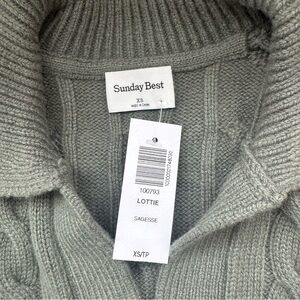 Sunday Best
XS
100793
LOTTIE
SAGESSE
XS/TP